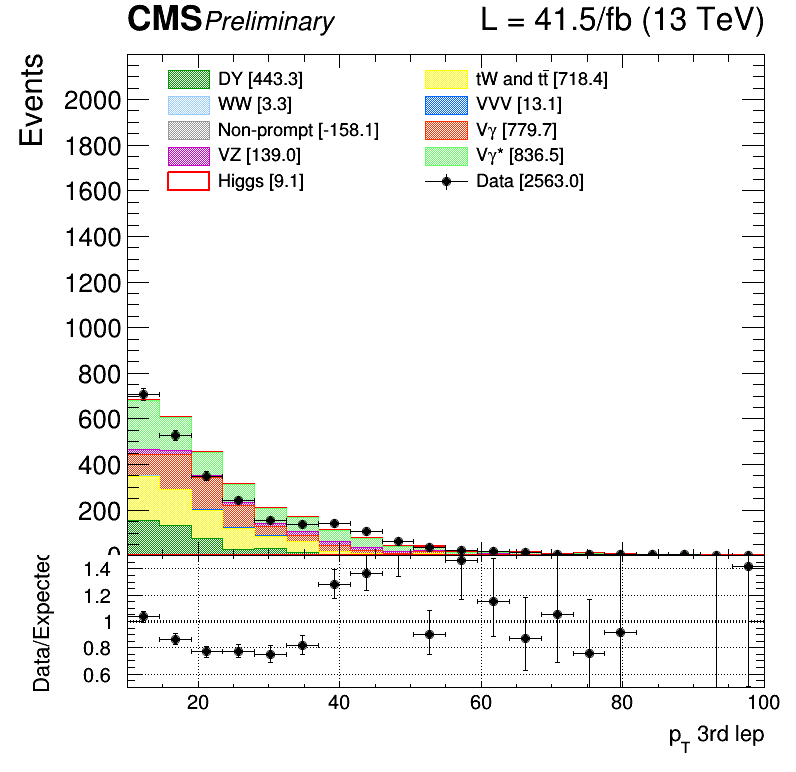 CMS Preliminary L = 41.5/fb (13 TeV)
Events
DY [443.3]
WW [3.3]
Non-prompt [-158.1]
VZ [139.0]
Higgs [9.1]
tW and tt̄ [718.4]
VVV [13.1]
Vγ [779.7]
Vγ* [836.5]
Data [2563.0]
2000
1800
1600
1400
1200
1000
800
600
400
200
0
Data/Expected
1.4
1.2
1
0.8
0.6
20 40 60 80 100
p_T 3rd lep